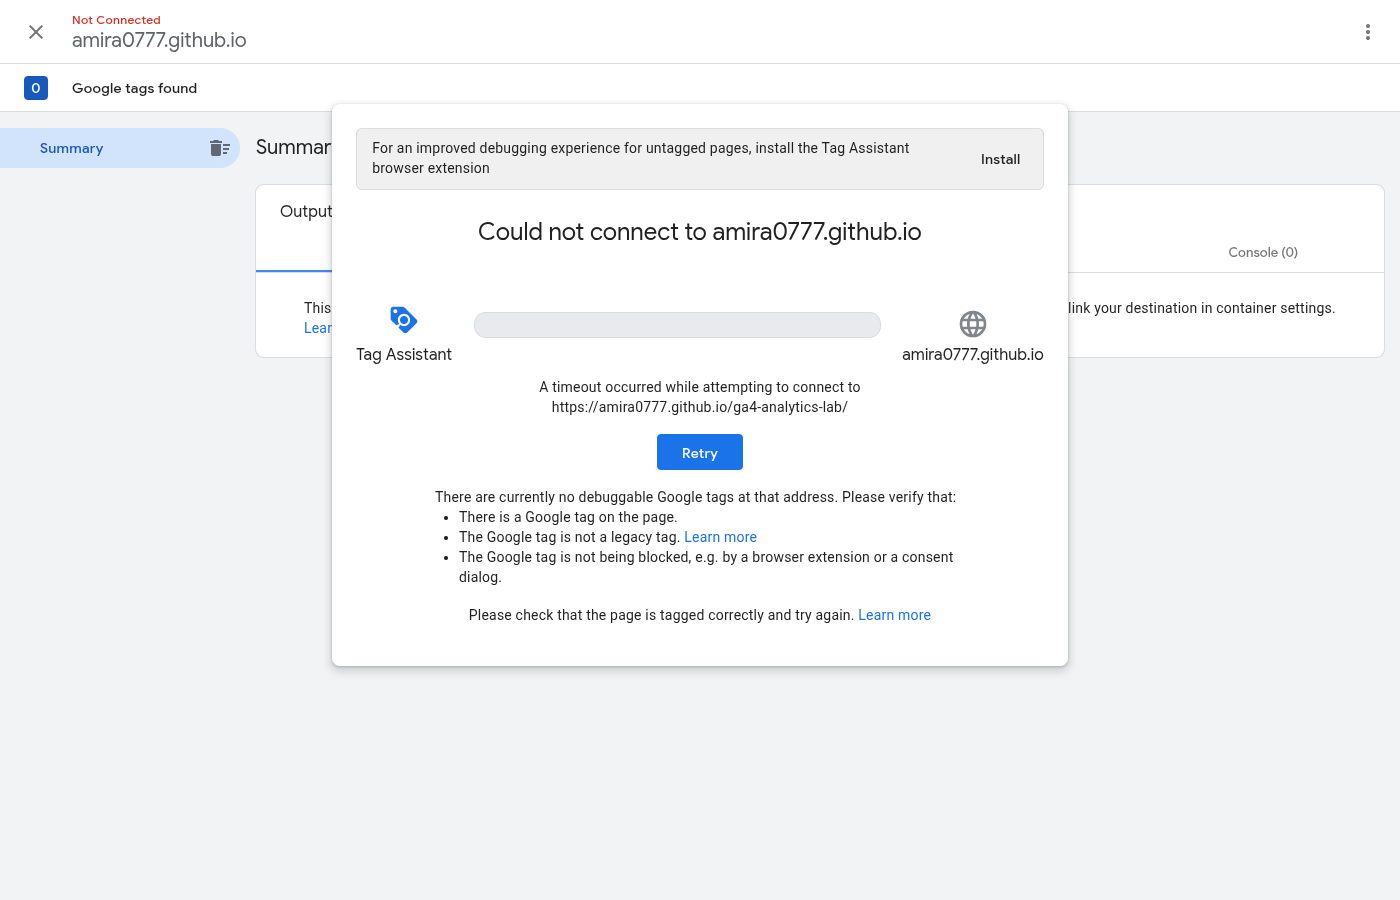 Not Connected
amira0777.github.io
0
Google tags found
Summary
Summar
Output
Console (0)
This
link your destination in container settings.
Lear
For an improved debugging experience for untagged pages, install the Tag Assistant
browser extension
Install
Could not connect to amira0777.github.io
Tag Assistant
amira0777.github.io
A timeout occurred while attempting to connect to
https://amira0777.github.io/ga4-analytics-lab/
Retry
There are currently no debuggable Google tags at that address. Please verify that:
• There is a Google tag on the page.
• The Google tag is not a legacy tag. Learn more
• The Google tag is not being blocked, e.g. by a browser extension or a consent
dialog.
Please check that the page is tagged correctly and try again. Learn more